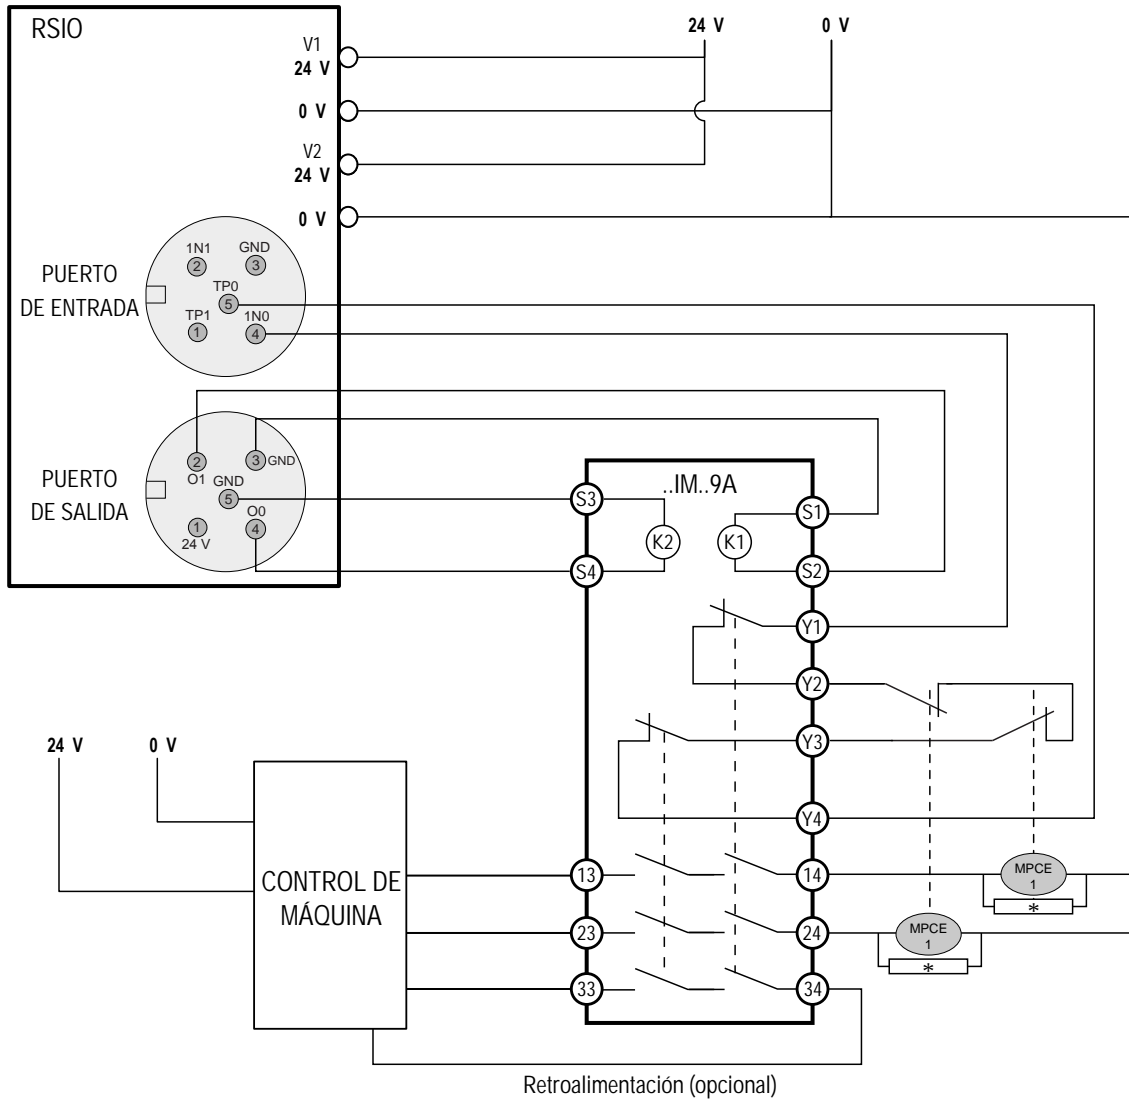 RSIO
24 V
0 V
V1
24 V
0 V
V2
24 V
0 V
PUERTO
DE ENTRADA
1N1
2
GND
3
TP0
5
TP1
1
1N0
4
PUERTO
DE SALIDA
2
O1
3
GND
GND
5
1
24 V
O0
4
..IM..9A
S3
S4
K2
K1
S1
S2
Y1
Y2
Y3
Y4
24 V
0 V
CONTROL DE
MÁQUINA
13
23
33
14
24
34
MPCE
1
*
MPCE
1
*
Retroalimentación (opcional)